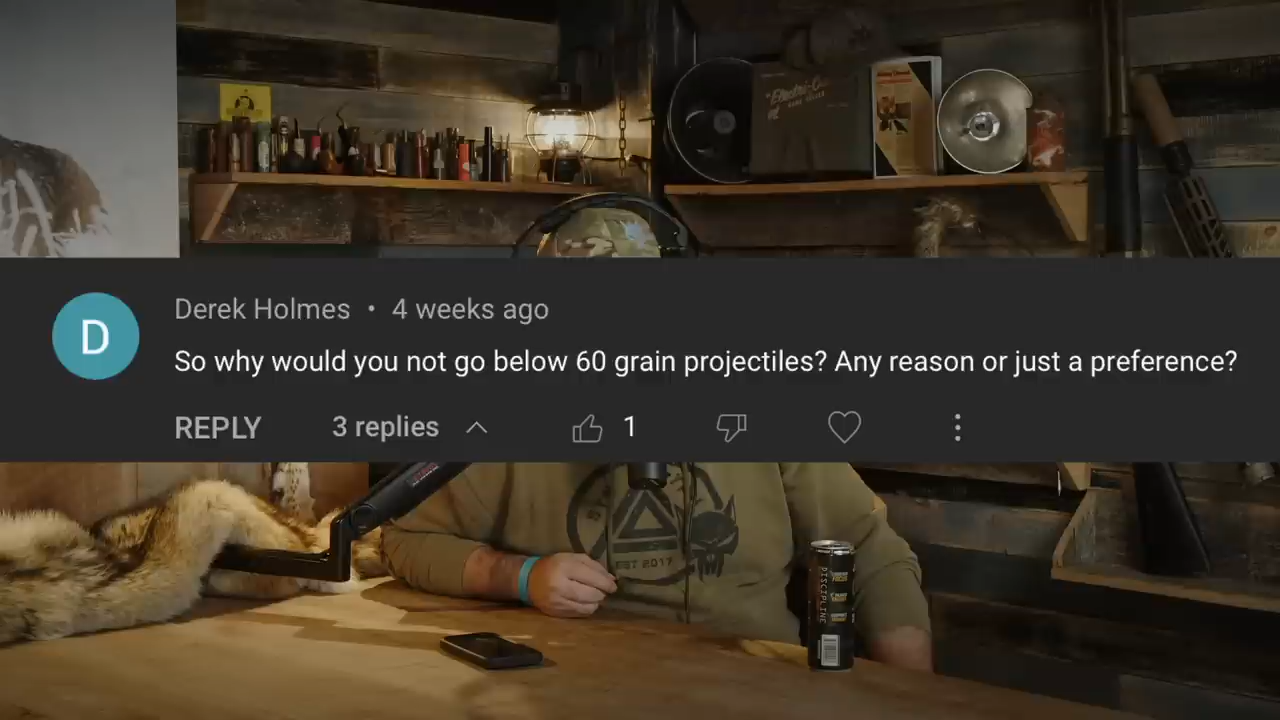 Electric-C
Derek Holmes • 4 weeks ago
So why would you not go below 60 grain projectiles? Any reason or just a preference?
REPLY 3 replies 1
D
EST 2017
DISCIPLINE